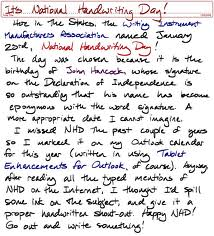 It's National Handwriting Day!
Here in the States, the Writing Instrument
Manufacturers Association named January
23rd, National Handwriting Day!
The day was chosen because it is the
birthday of John Hancock, whose signature
on the Declaration of Independence is
so outstanding that his name has become
eponymous with the word signature. A
more appropriate date I cannot imagine.
I missed NHD the past couple of years
so I marked it on my Outlook calendar
for this year (written in using Tablet
Enhancements for Outlook, of course). Anyway,
after reading all the typed mentions of
NHD on the Internet, I thought I'd spill
some ink on the subject, and give it a
proper handwritten shout-out. Happy NHD!
Go out and write something!